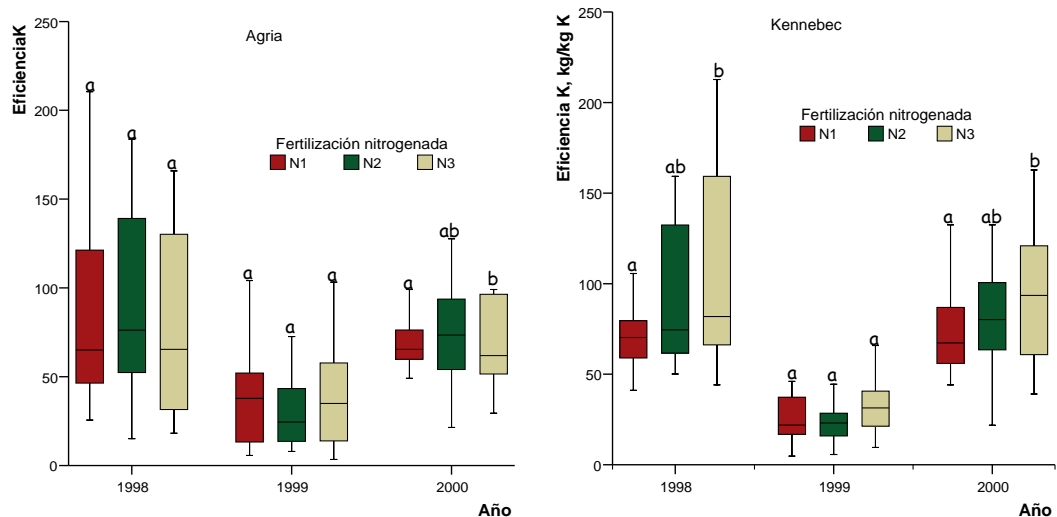 EficienciaK
Agria
250
200
150
100
50
0
a
a
a
Fertilización nitrogenada
N1 N2 N3
a
a
a
a
ab
b
1998 1999 2000
Año
Eficiencia K, kg/kg K
Kennebec
250
200
150
100
50
0
a
ab
b
Fertilización nitrogenada
N1 N2 N3
a
a
a
a
ab
b
1998 1999 2000
Año